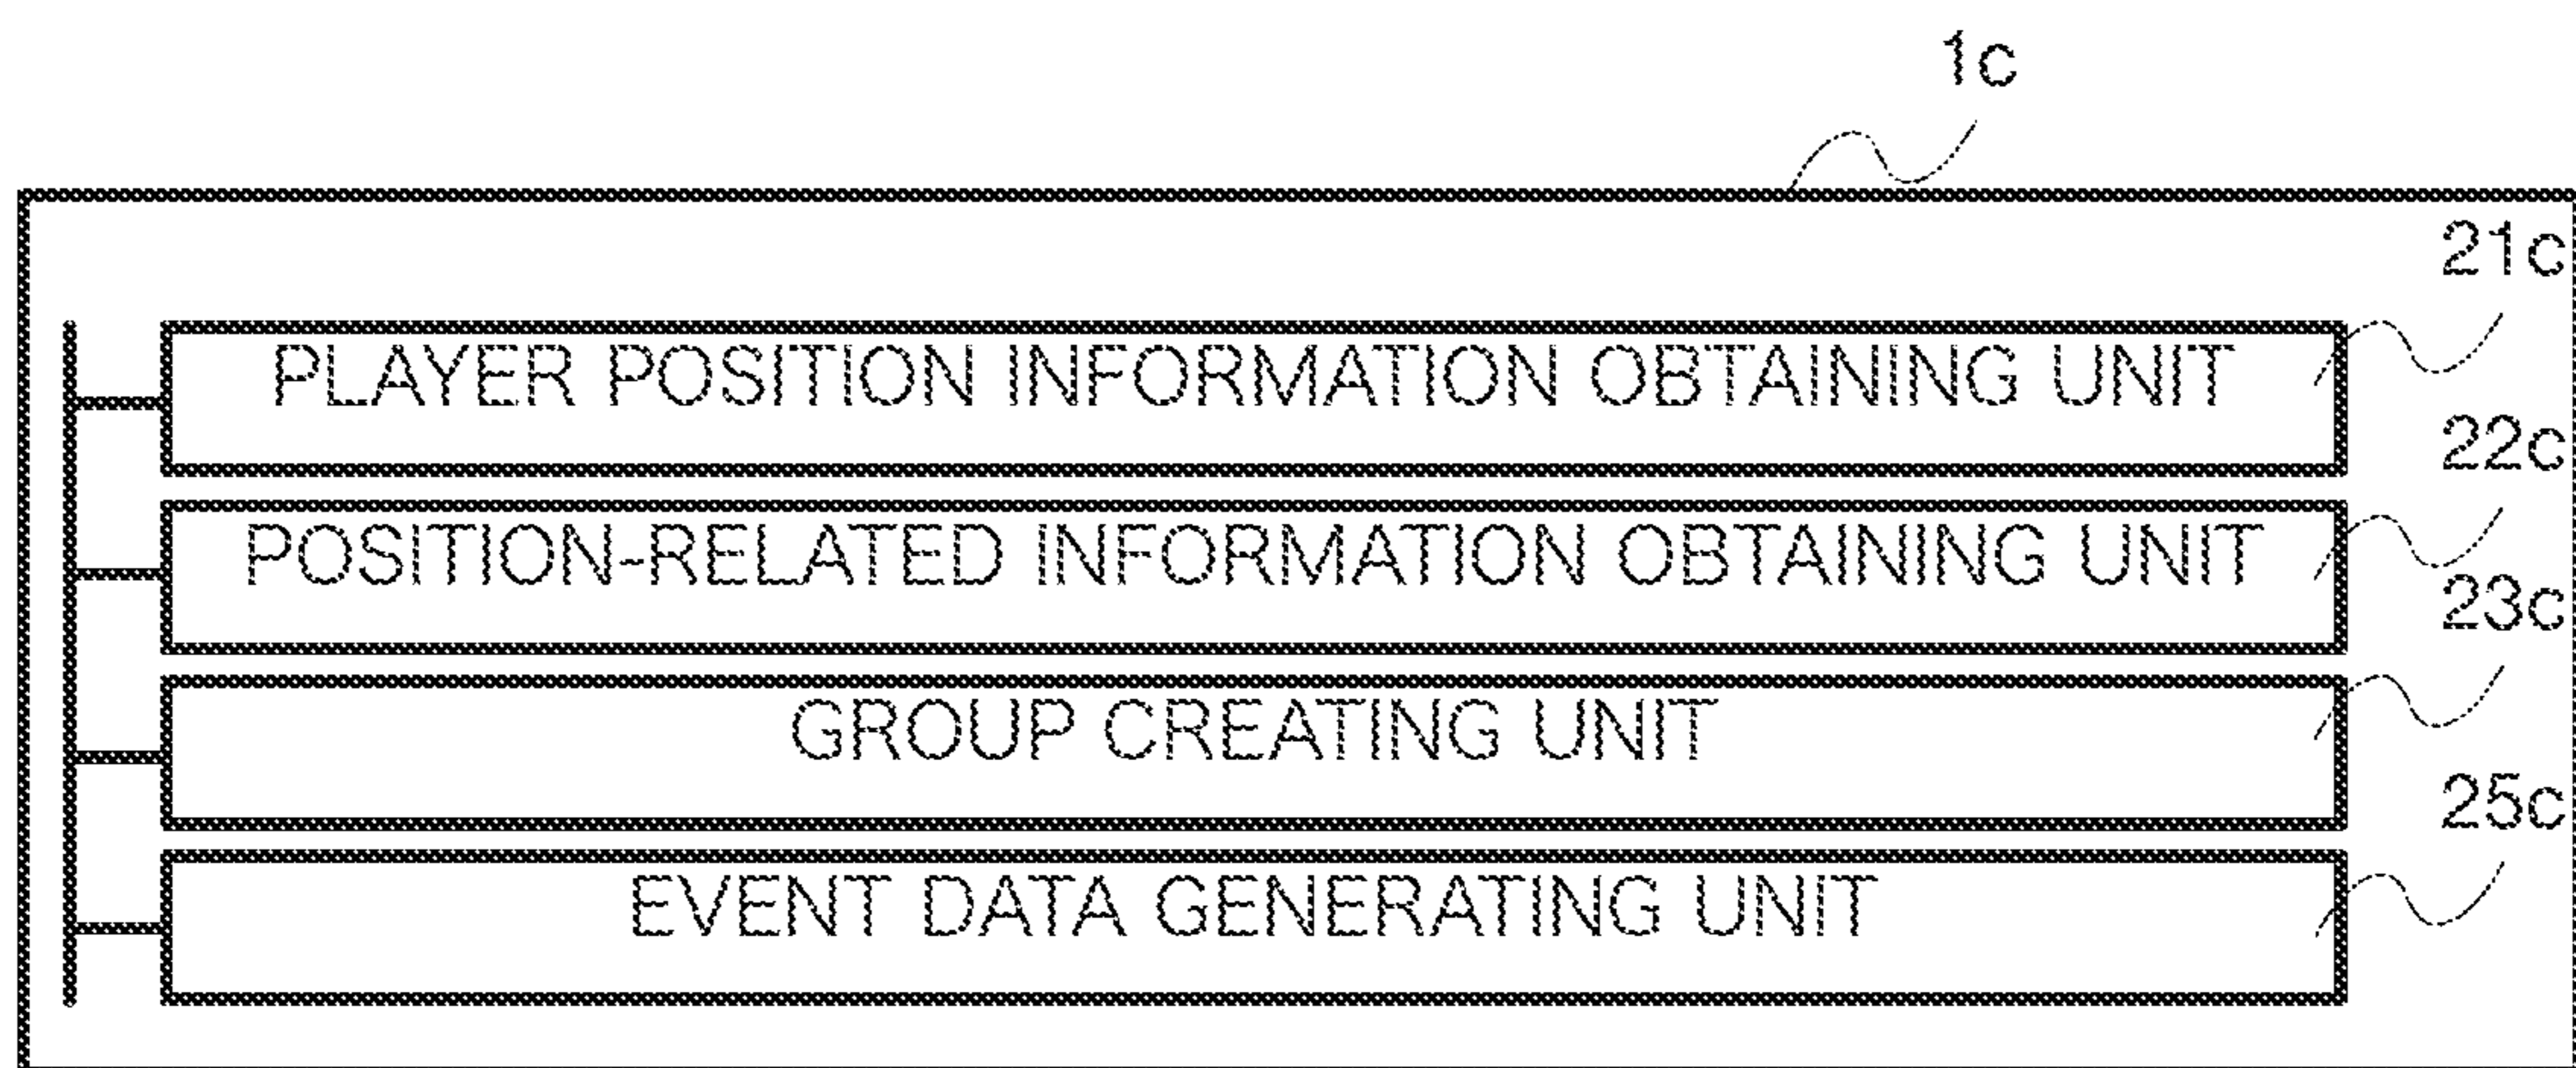 1c
21c
PLAYER POSITION INFORMATION OBTAINING UNIT
22c
POSITION-RELATED INFORMATION OBTAINING UNIT
23c
GROUP CREATING UNIT
25c
EVENT DATA GENERATING UNIT